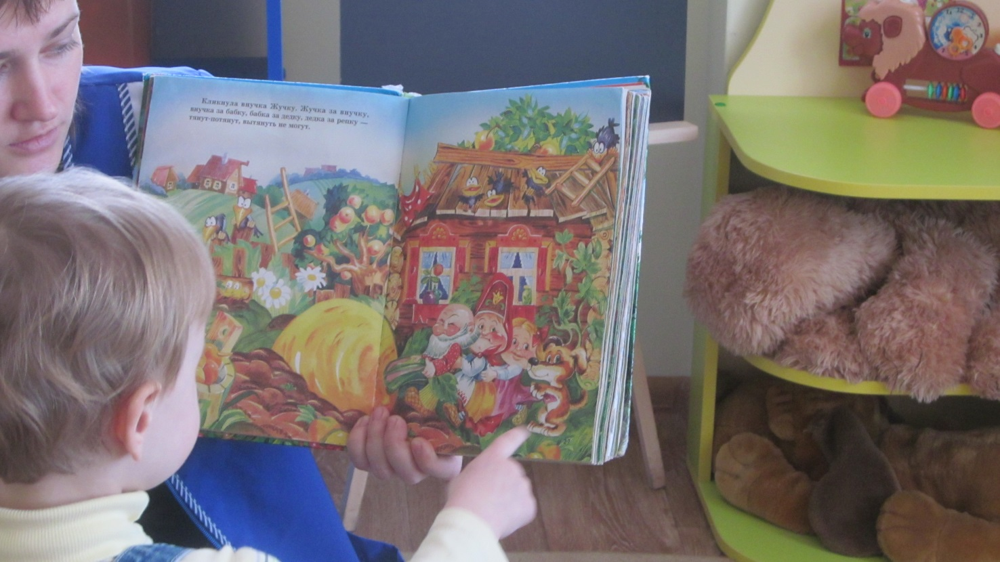 Кликнула внучка Жучку. Жучка за внучку,
внучка за бабку, бабка за дедку, дедка за репку —
тянут-потянут, вытянуть не могут.